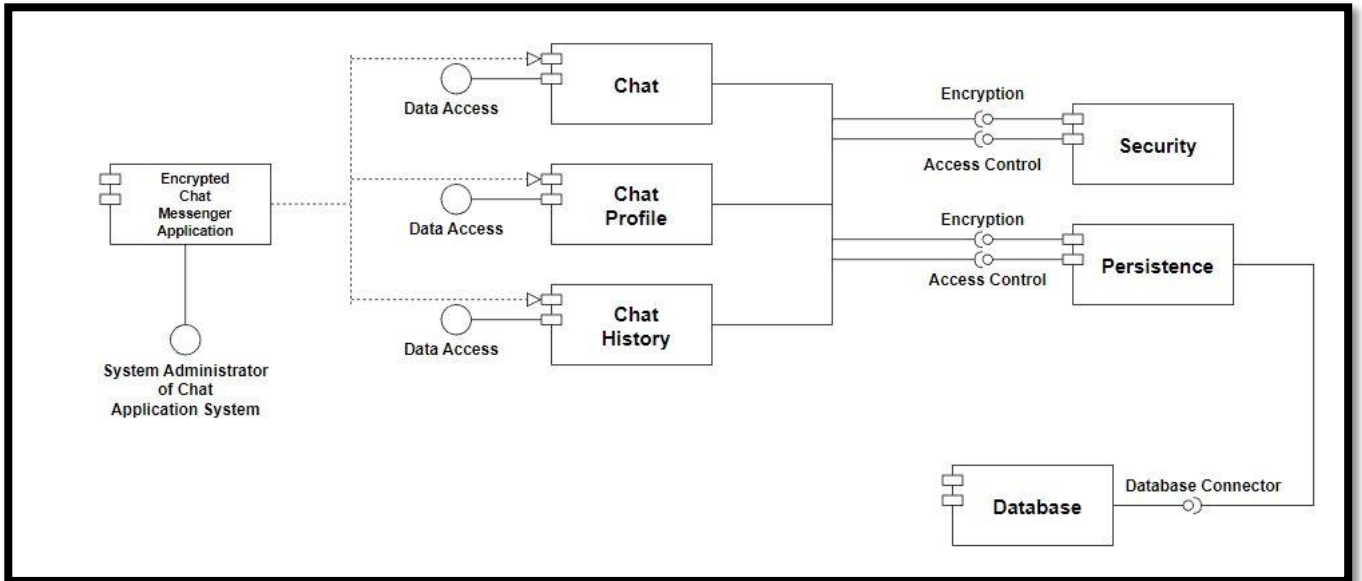 Chat
Data Access
Encryption
Security
Access Control
Encrypted
Chat
Messenger
Application
Chat
Profile
Data Access
Encryption
Persistence
Access Control
Chat
History
Data Access
System Administrator
of Chat
Application System
Database Connector
Database